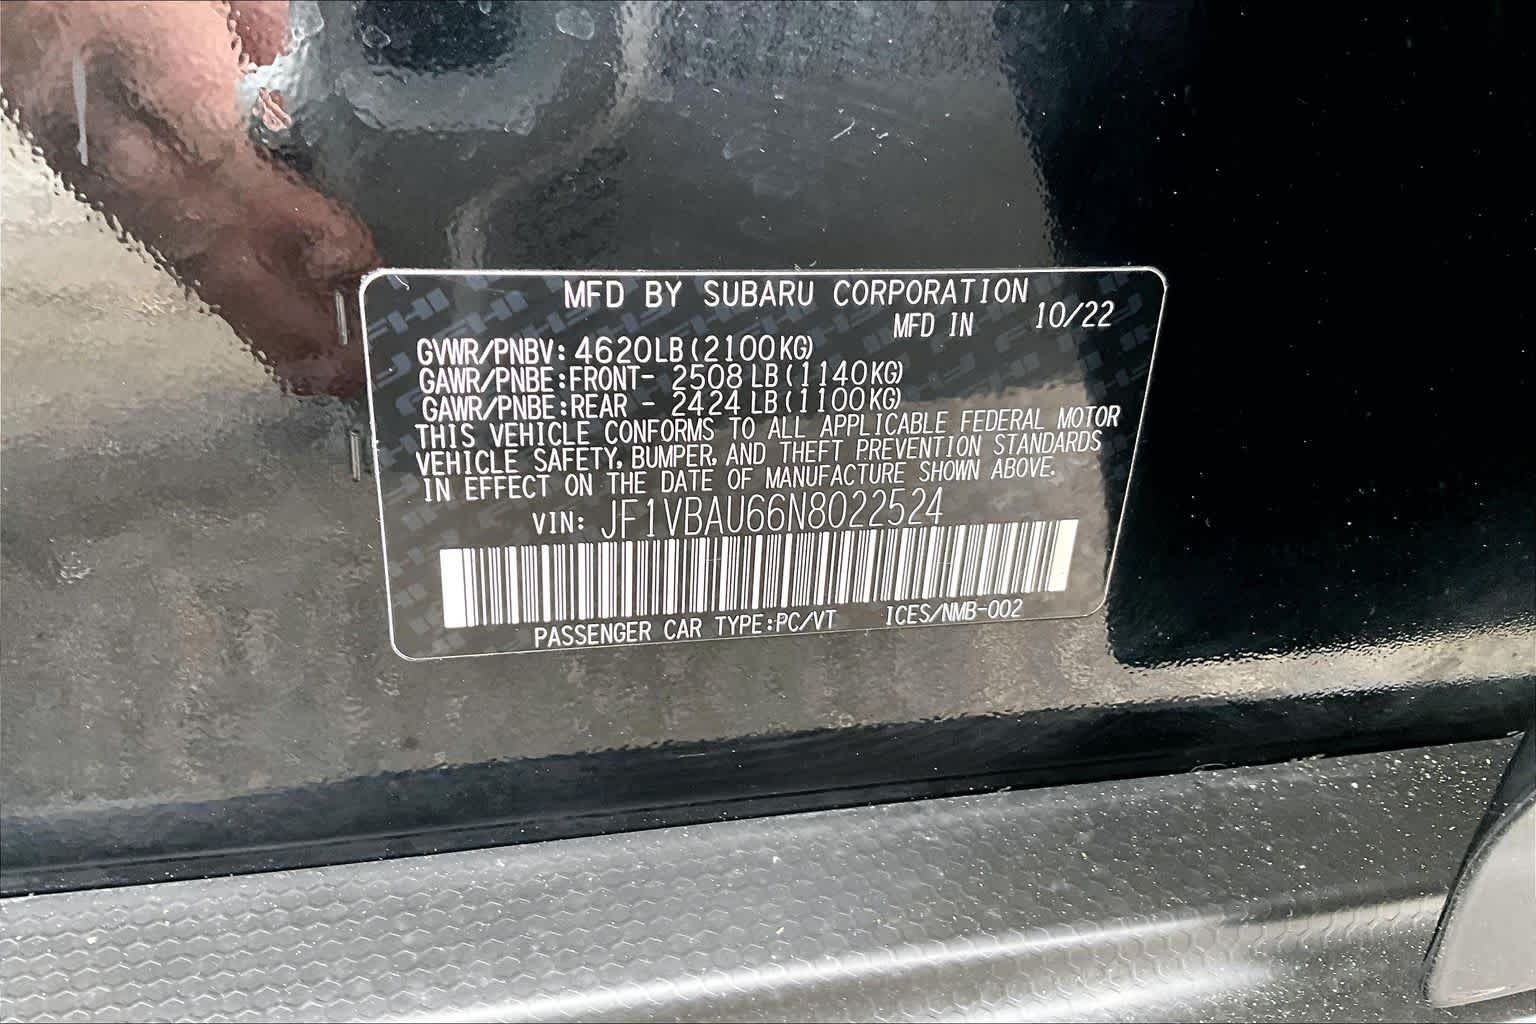 MFD BY SUBARU CORPORATION
MFD IN 10/22
GVWR/PNBV: 4620LB(2100KG)
GAWR/PNBE:FRONT- 2508 LB(1140KG)
GAWR/PNBE:REAR - 2424 LB(1100KG)
THIS VEHICLE CONFORMS TO ALL APPLICABLE FEDERAL MOTOR
VEHICLE SAFETY, BUMPER, AND THEFT PREVENTION STANDARDS
IN EFFECT ON THE DATE OF MANUFACTURE SHOWN ABOVE.
VIN: JF1VBAU66N8022524
PASSENGER CAR TYPE:PC/VT ICES/NMB-002